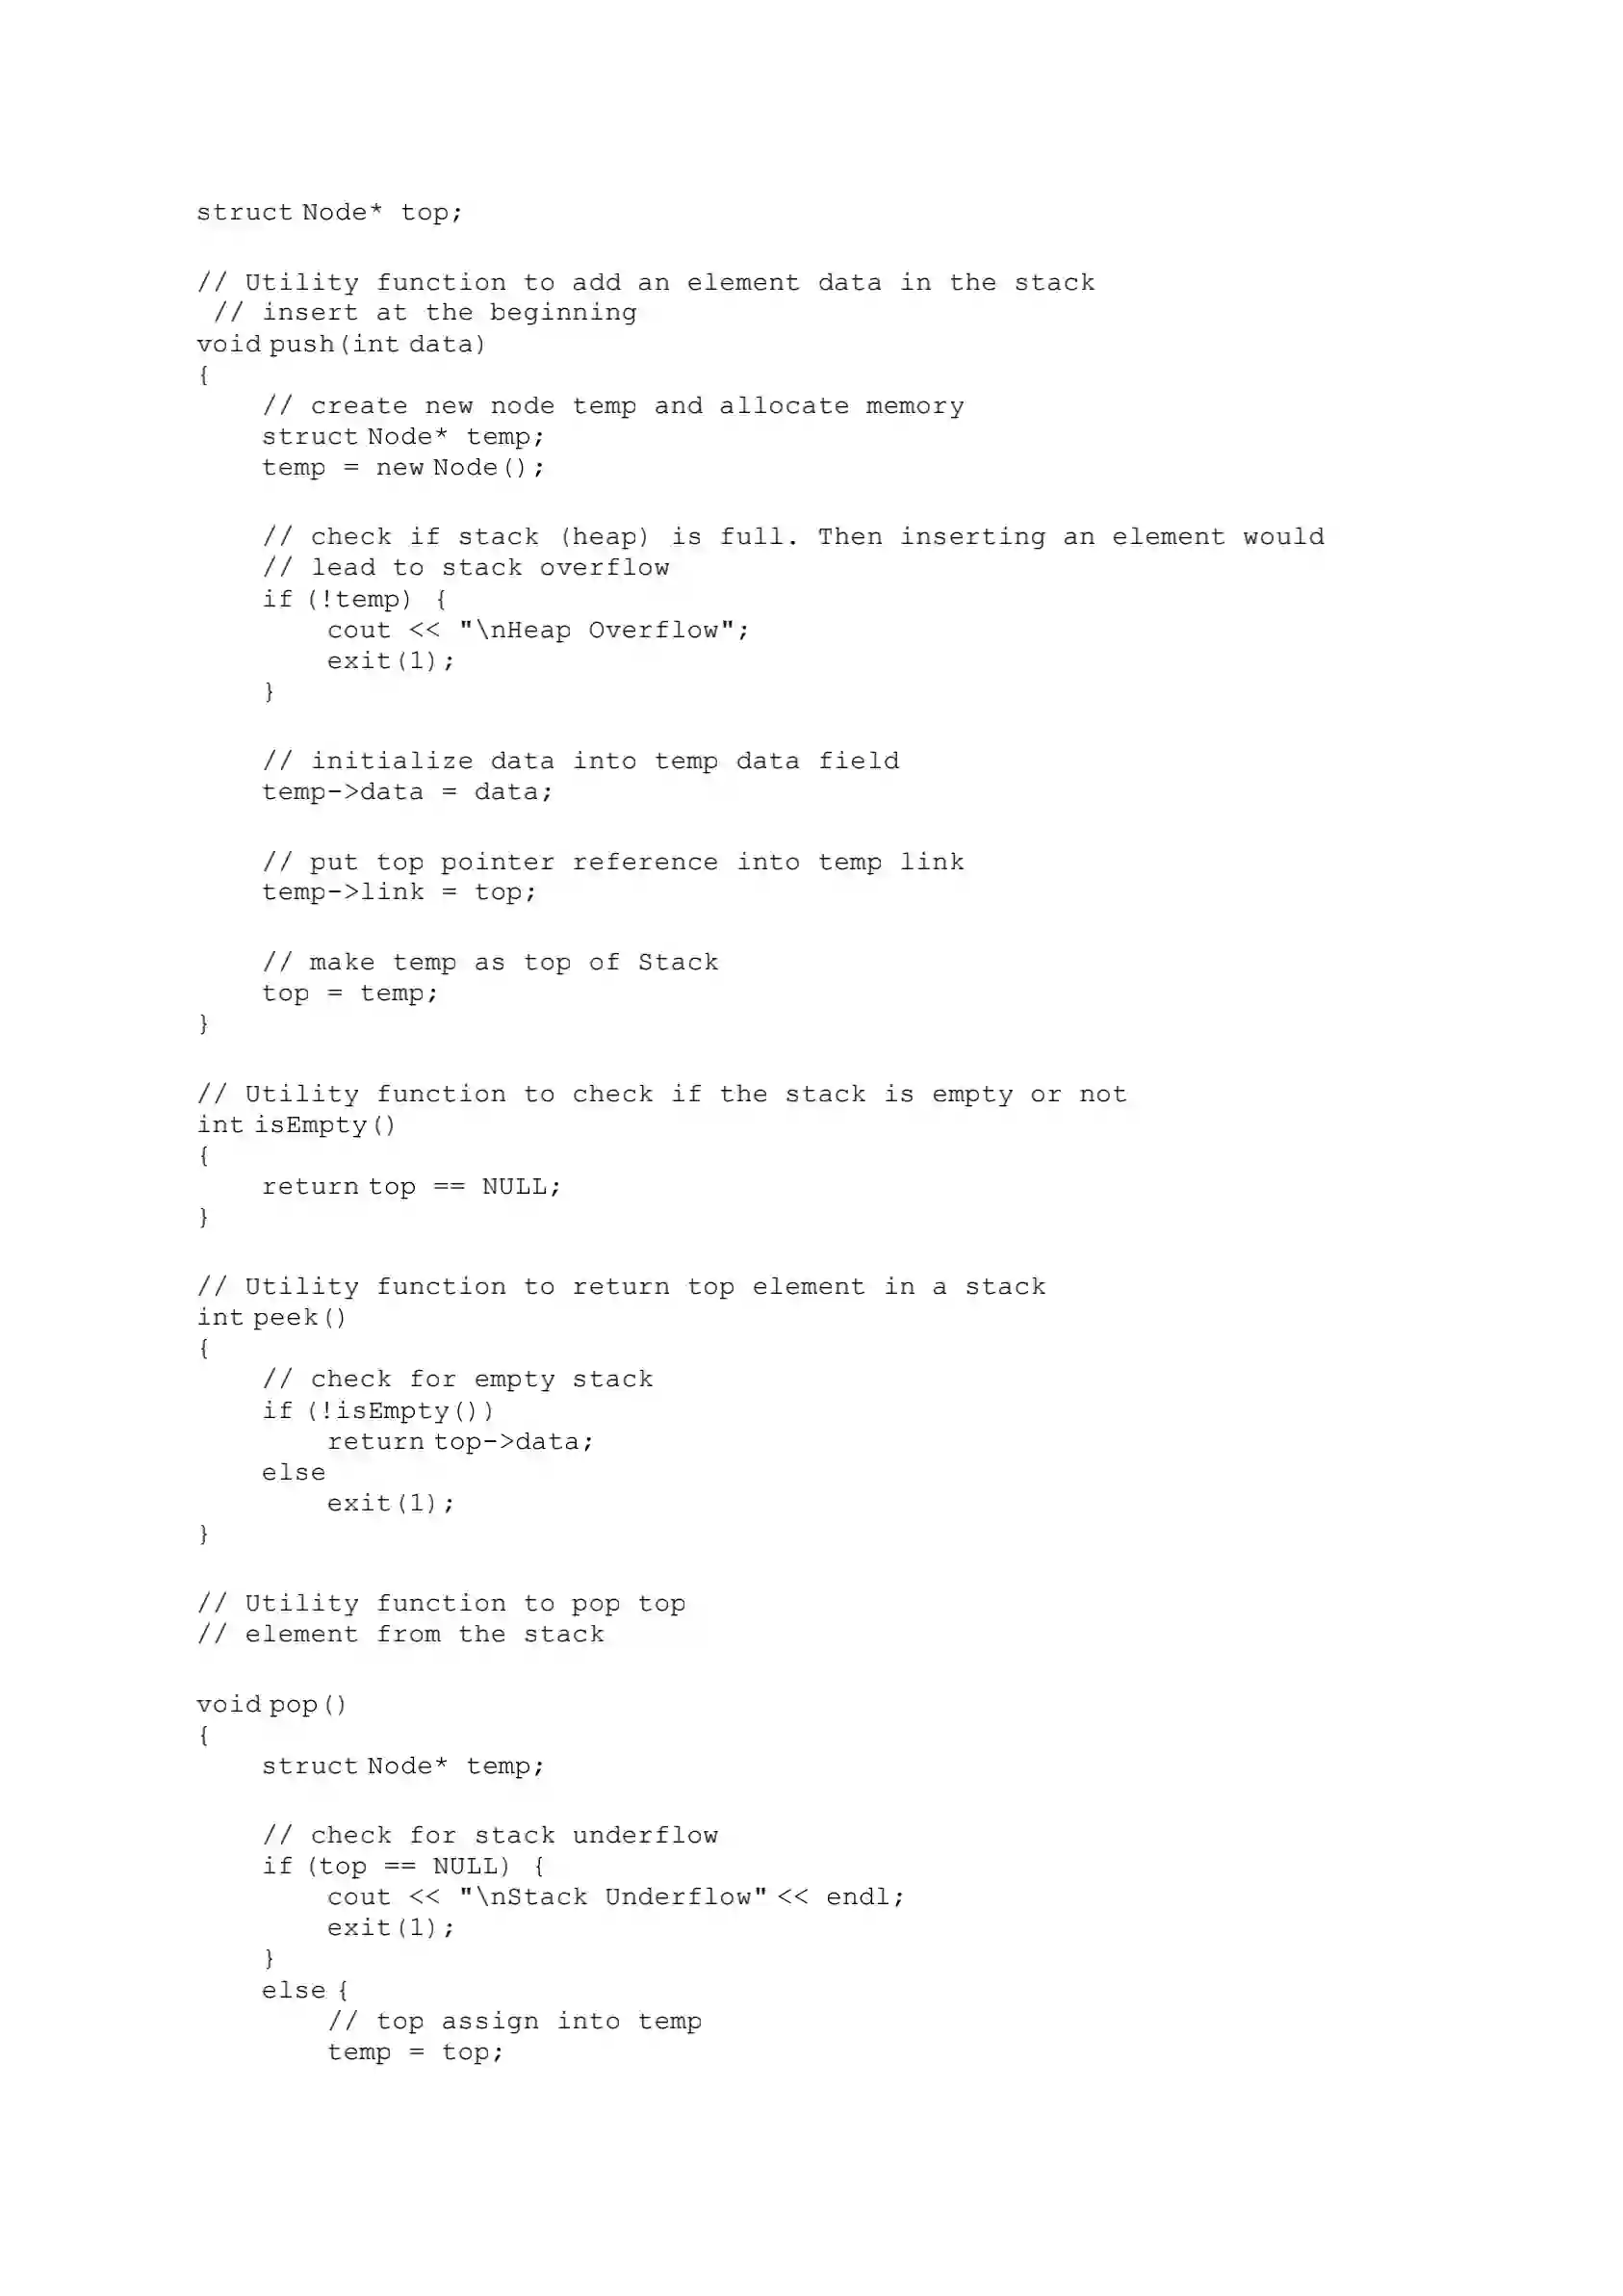 struct Node* top;
// Utility function to add an element data in the stack
// insert at the beginning
void push(int data)
{
// create new node temp and allocate memory
struct Node* temp;
temp = new Node();
// check if stack (heap) is full. Then inserting an element would
// lead to stack overflow
if (!temp) {
cout << "\nHeap Overflow";
exit(1);
}
// initialize data into temp data field
temp->data = data;
// put top pointer reference into temp link
temp->link = top;
// make temp as top of Stack
top = temp;
}
// Utility function to check if the stack is empty or not
int isEmpty()
{
return top == NULL;
}
// Utility function to return top element in a stack
int peek()
{
// check for empty stack
if (!isEmpty())
return top->data;
else
exit(1);
}
// Utility function to pop top
// element from the stack
void pop()
{
struct Node* temp;
// check for stack underflow
if (top == NULL) {
cout << "\nStack Underflow" << endl;
exit(1);
}
else {
// top assign into temp
temp = top;